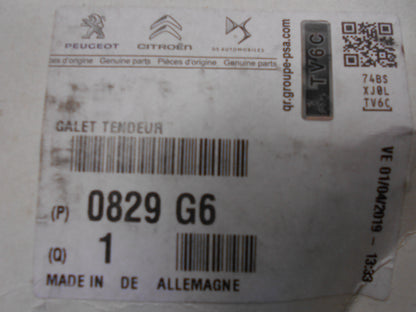 PEUGEOT CITROËN DS AUTOMOBILES
es d'origine Genuine parts Pièces d'origine Genuine parts
qr.groupe-psa.com
TV6C
74BS
XJ0L
TV6C
GALET TENDEUR
(P) 0829 G6
(Q) 1
MADE IN DE ALLEMAGNE
VE 01/04/2019 - 13:33